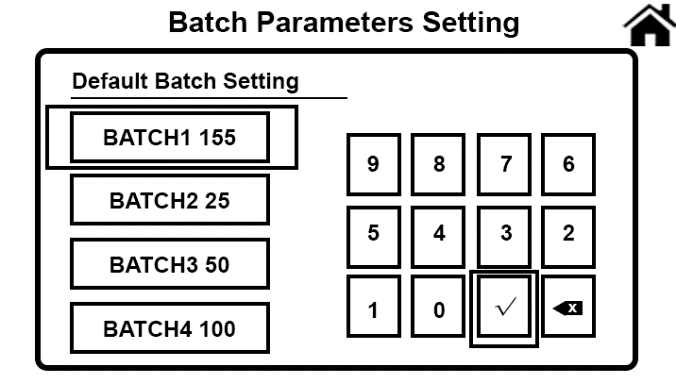 Batch Parameters Setting
Default Batch Setting
BATCH1 155
BATCH2 25
BATCH3 50
BATCH4 100
9 8 7 6
5 4 3 2
1 0 √ x